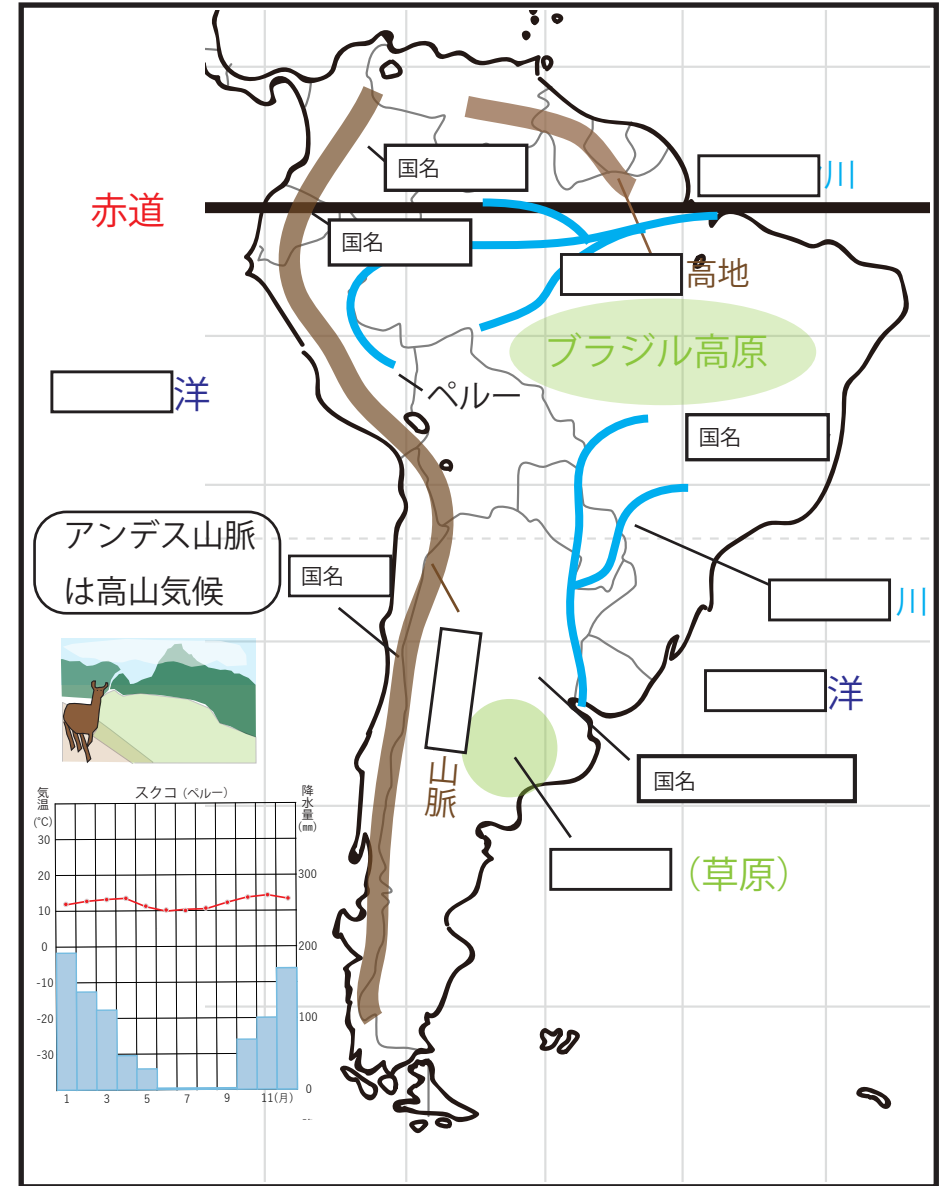 国名
川
赤道
国名
高地
ブラジル高原
洋
ペルー
国名
アンデス山脈
は高山気候
国名
川
洋
山脈
国名
(草原)
気温
(℃)
スクコ (ペルー)
降水量
(㎜)
30
20
10
0
-10
-20
-30
300
200
100
0
1 3 5 7 9 11(月)
--